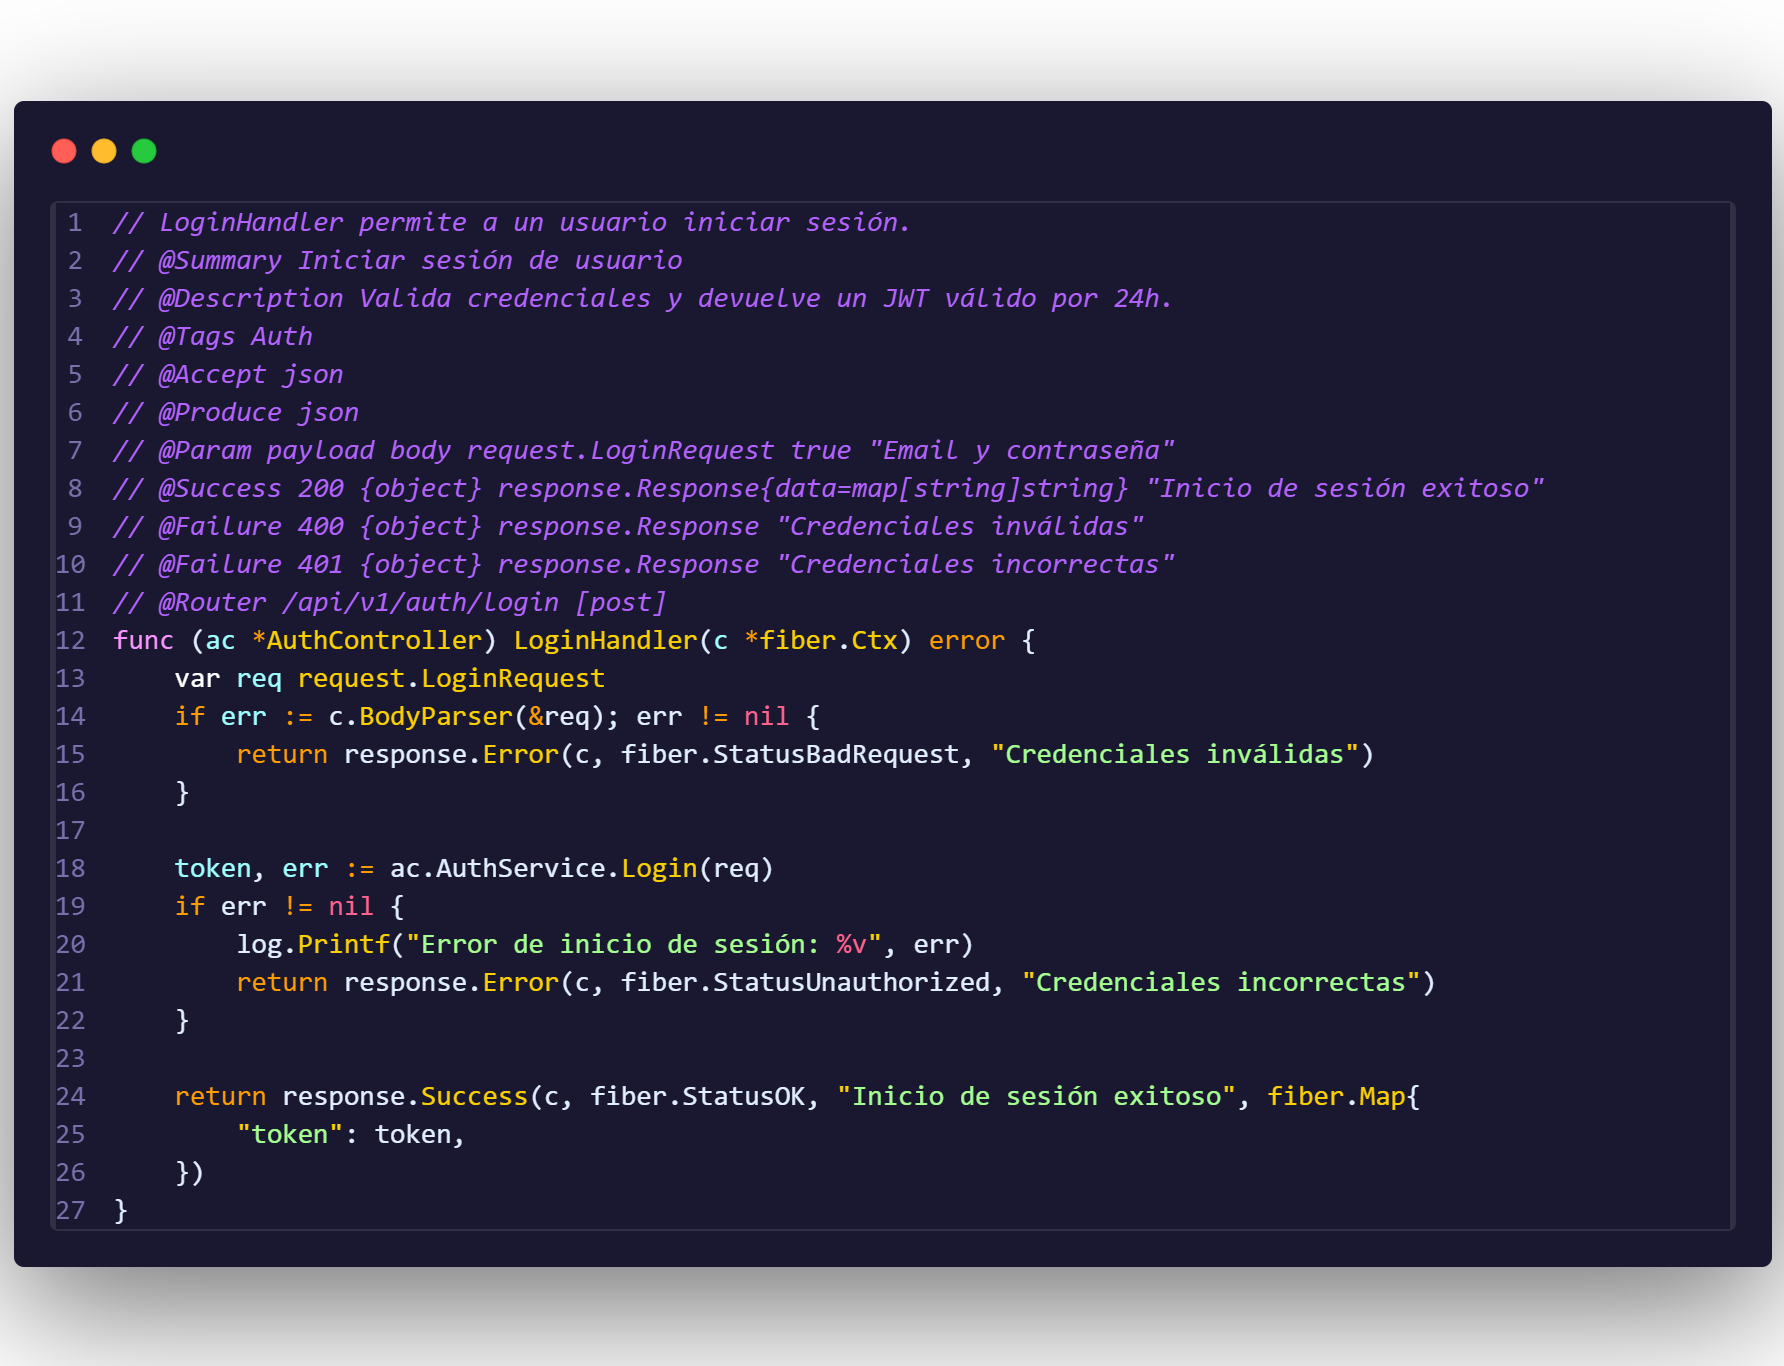 1 // LoginHandler permite a un usuario iniciar sesión.
2 // @Summary Iniciar sesión de usuario
3 // @Description Valida credenciales y devuelve un JWT válido por 24h.
4 // @Tags Auth
5 // @Accept json
6 // @Produce json
7 // @Param payload body request.LoginRequest true "Email y contraseña"
8 // @Success 200 {object} response.Response{data=map[string]string} "Inicio de sesión exitoso"
9 // @Failure 400 {object} response.Response "Credenciales inválidas"
10 // @Failure 401 {object} response.Response "Credenciales incorrectas"
11 // @Router /api/v1/auth/login [post]
12 func (ac *AuthController) LoginHandler(c *fiber.Ctx) error {
13     var req request.LoginRequest
14     if err := c.BodyParser(&req); err != nil {
15         return response.Error(c, fiber.StatusBadRequest, "Credenciales inválidas")
16     }
17
18     token, err := ac.AuthService.Login(req)
19     if err != nil {
20         log.Printf("Error de inicio de sesión: %v", err)
21         return response.Error(c, fiber.StatusUnauthorized, "Credenciales incorrectas")
22     }
23
24     return response.Success(c, fiber.StatusOK, "Inicio de sesión exitoso", fiber.Map{
25         "token": token,
26     })
27 }